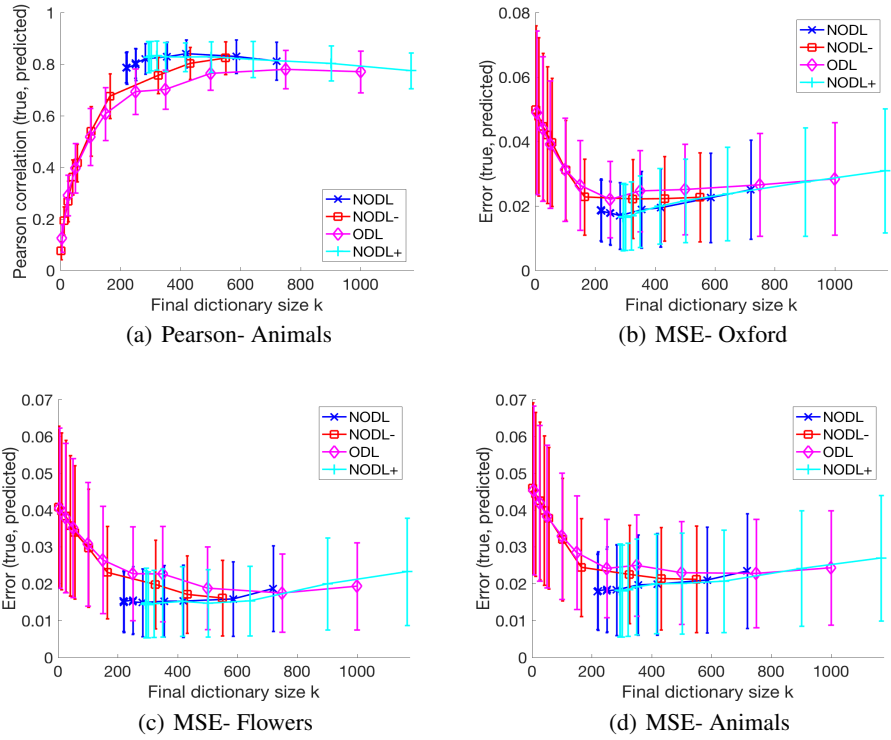 1
0.8
0.6
0.4
0.2
0
Pearson correlation (true, predicted)
NODL
NODL-
ODL
NODL+
0 200 400 600 800 1000
Final dictionary size k
(a) Pearson- Animals
0.08
0.06
0.04
0.02
0
Error (true, predicted)
NODL
NODL-
ODL
NODL+
0 200 400 600 800 1000
Final dictionary size k
(b) MSE- Oxford
0.07
0.06
0.05
0.04
0.03
0.02
0.01
0
Error (true, predicted)
NODL
NODL-
ODL
NODL+
0 200 400 600 800 1000
Final dictionary size k
(c) MSE- Flowers
0.07
0.06
0.05
0.04
0.03
0.02
0.01
0
Error (true, predicted)
NODL
NODL-
ODL
NODL+
0 200 400 600 800 1000
Final dictionary size k
(d) MSE- Animals